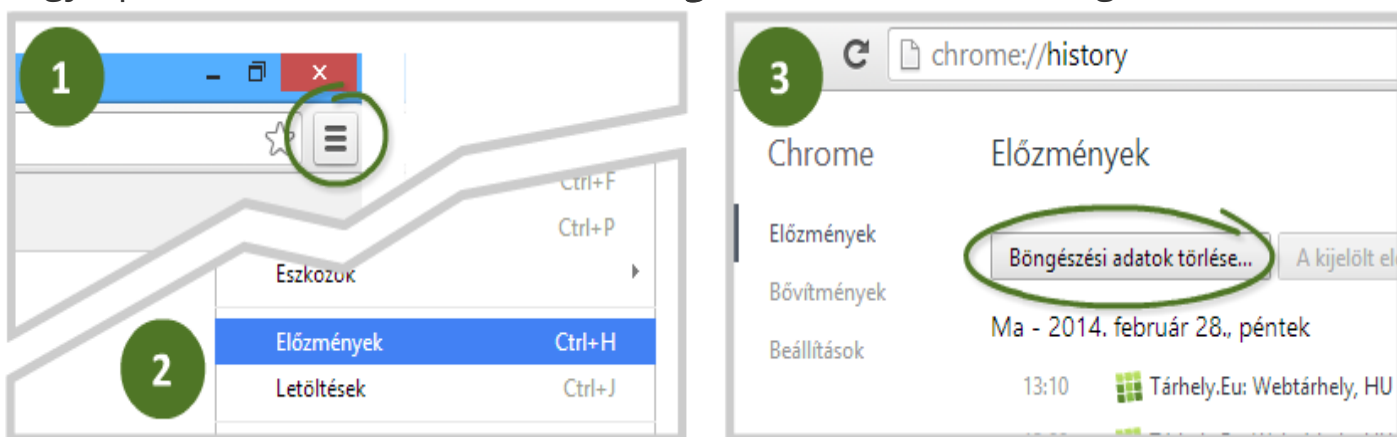 1
Ctrl+F
Ctrl+P
Eszközök
2
Előzmények Ctrl+H
Letöltések Ctrl+J
3
chrome://history
Chrome Előzmények
Előzmények
Böngészési adatok törlése... A kijelölt
Bővítmények
Ma - 2014. február 28., péntek
Beállítások
13:10 Tárhely.Eu: Webtárhely, HU